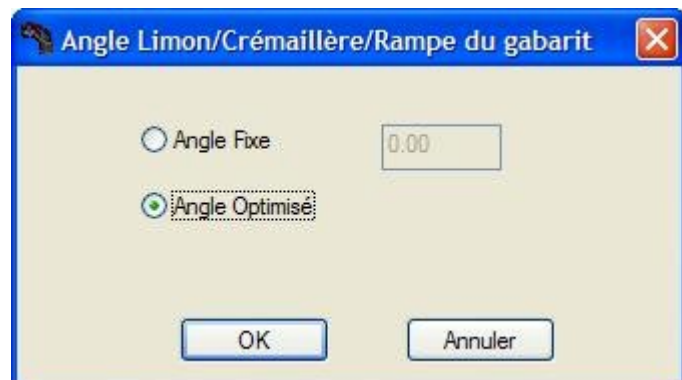 Angle Limon/Crémaillère/Rampe du gabarit
Angle Fixe 0.00
Angle Optimisé
OK Annuler